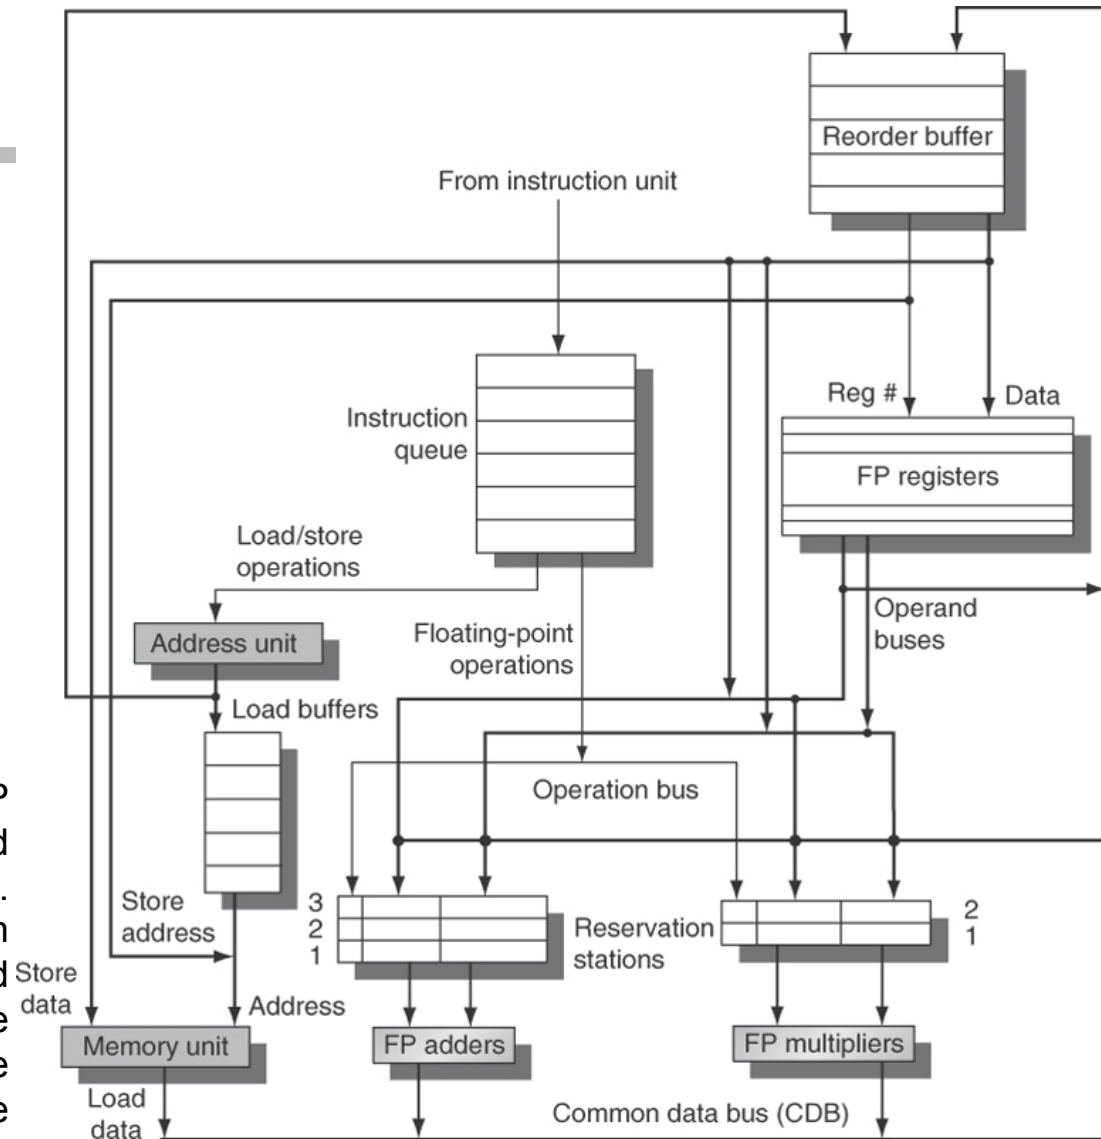 Reorder buffer
From instruction unit
Reg #
Data
Instruction
queue
FP registers
Load/store
operations
Operand
buses
Address unit
Floating-point
operations
Load buffers
Operation bus
Store
address
3
2
1
Reservation
stations
2
1
Store
data
Address
Memory unit
FP adders
FP multipliers
Load
data
Common data bus (CDB)